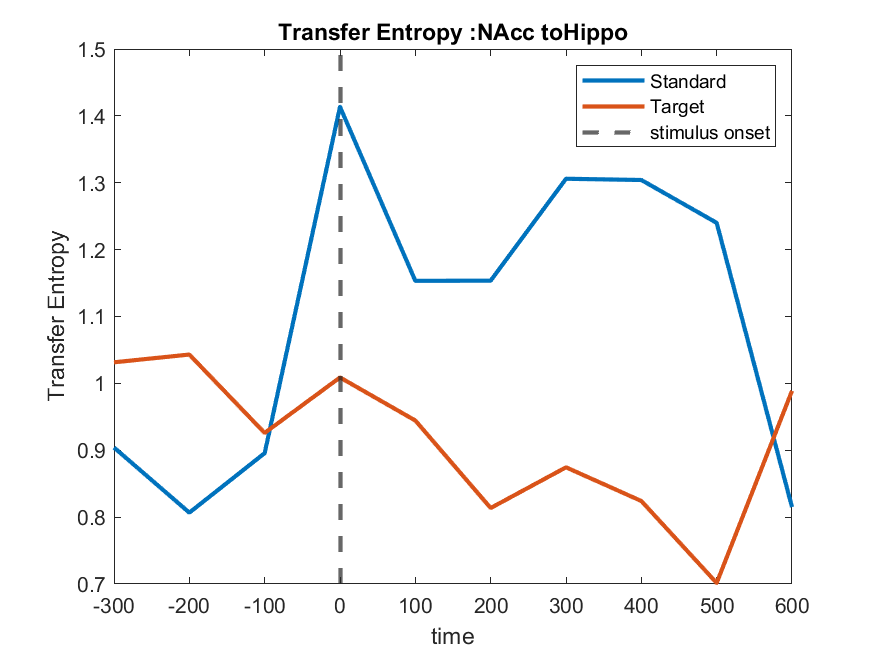 Transfer Entropy :NAcc toHippo
1.5
1.4
1.3
1.2
1.1
1
0.9
0.8
0.7
Transfer Entropy
Standard
Target
stimulus onset
-300 -200 -100 0 100 200 300 400 500 600
time